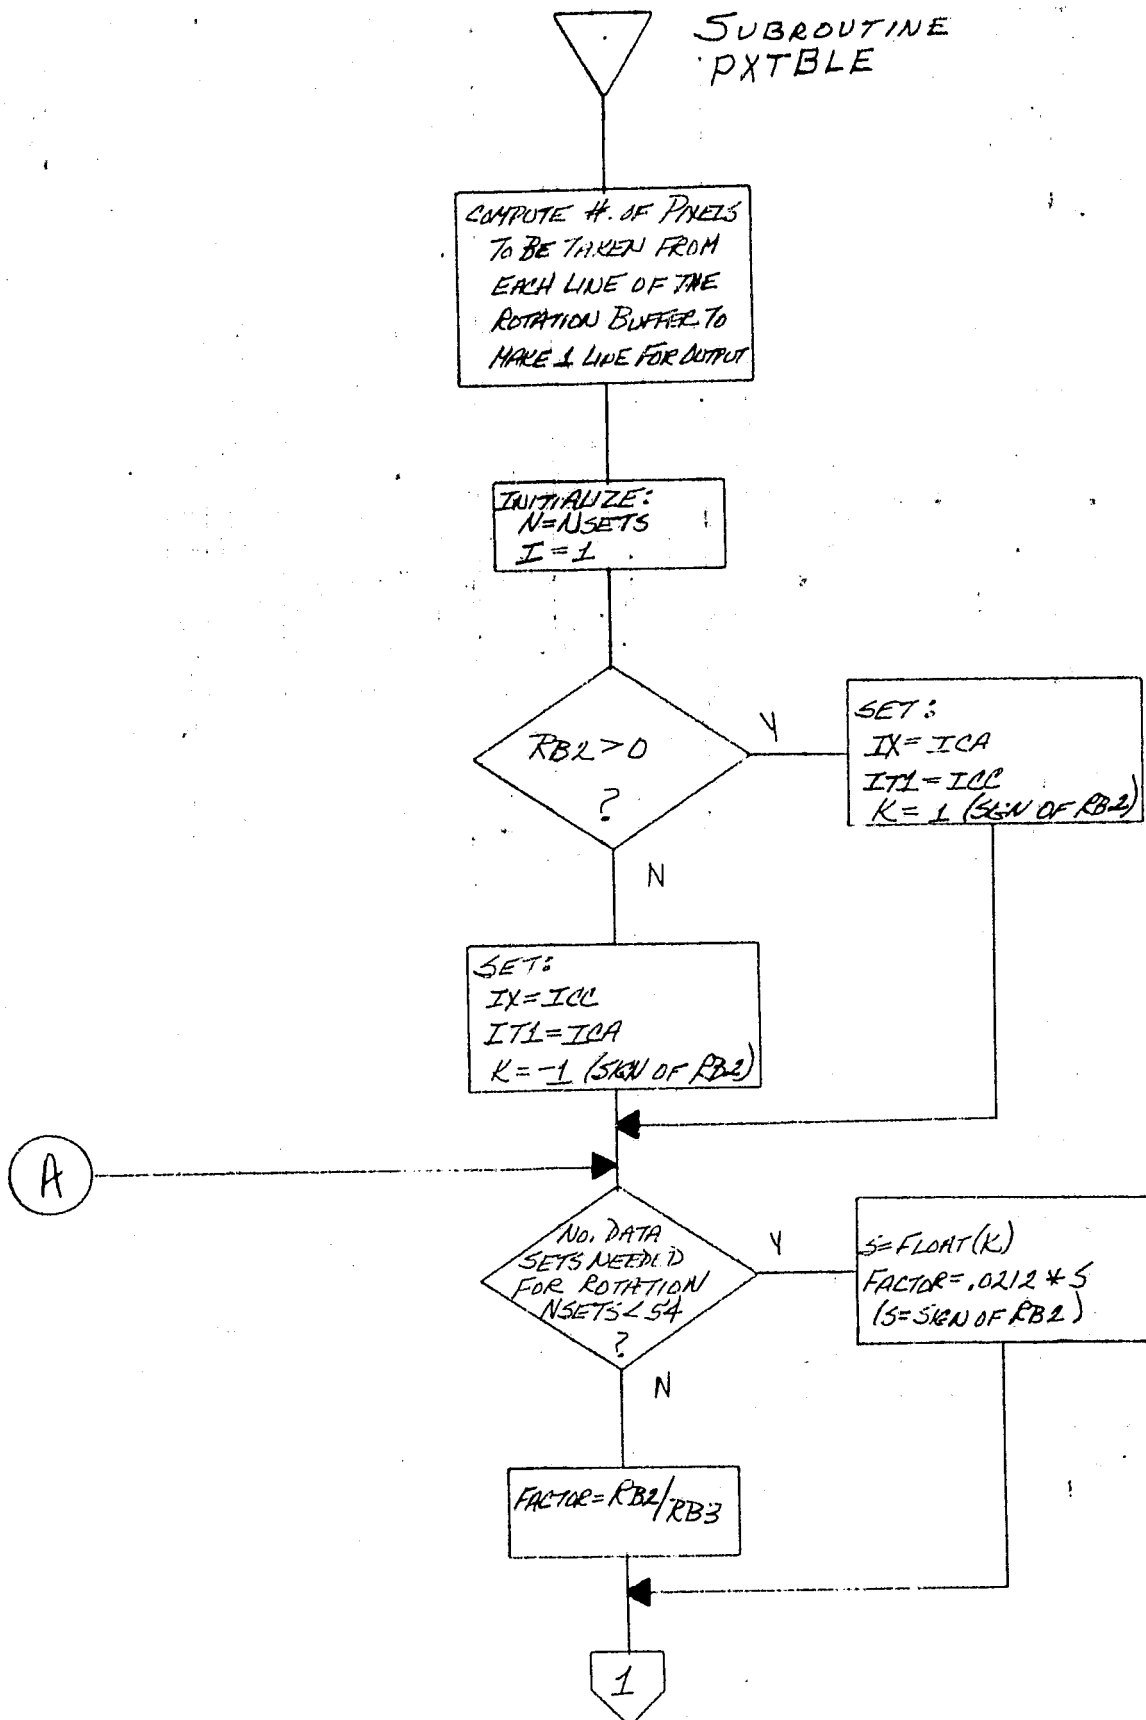 SUBROUTINE
PXTBLE
COMPUTE #. OF PIXELS
TO BE TAKEN FROM
EACH LINE OF THE
ROTATION BUFFER TO
MAKE 1 LINE FOR OUTPUT
INITIALIZE:
N=NSETS
I=1
RB2>0
?
Y
SET:
IX=ICA
IT1=ICC
K=1 (SIGN OF RB2)
N
SET:
IX=ICC
IT1=ICA
K=-1 (SIGN OF RB2)
A
NO. DATA
SETS NEEDED
FOR ROTATION
NSETS<54
?
Y
S=FLOAT(K)
FACTOR=.0212*S
(S=SIGN OF RB2)
N
FACTOR=RB2/RB3
1